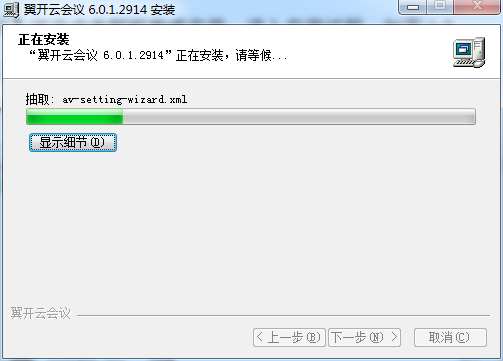 翼开云会议 6.0.1.2914 安装
正在安装
“翼开云会议 6.0.1.2914”正在安装，请等候...
抽取: av-setting-wizard.xml
显示细节(D)
翼开云会议
< 上一步(B) 下一步(N) > 取消(C)